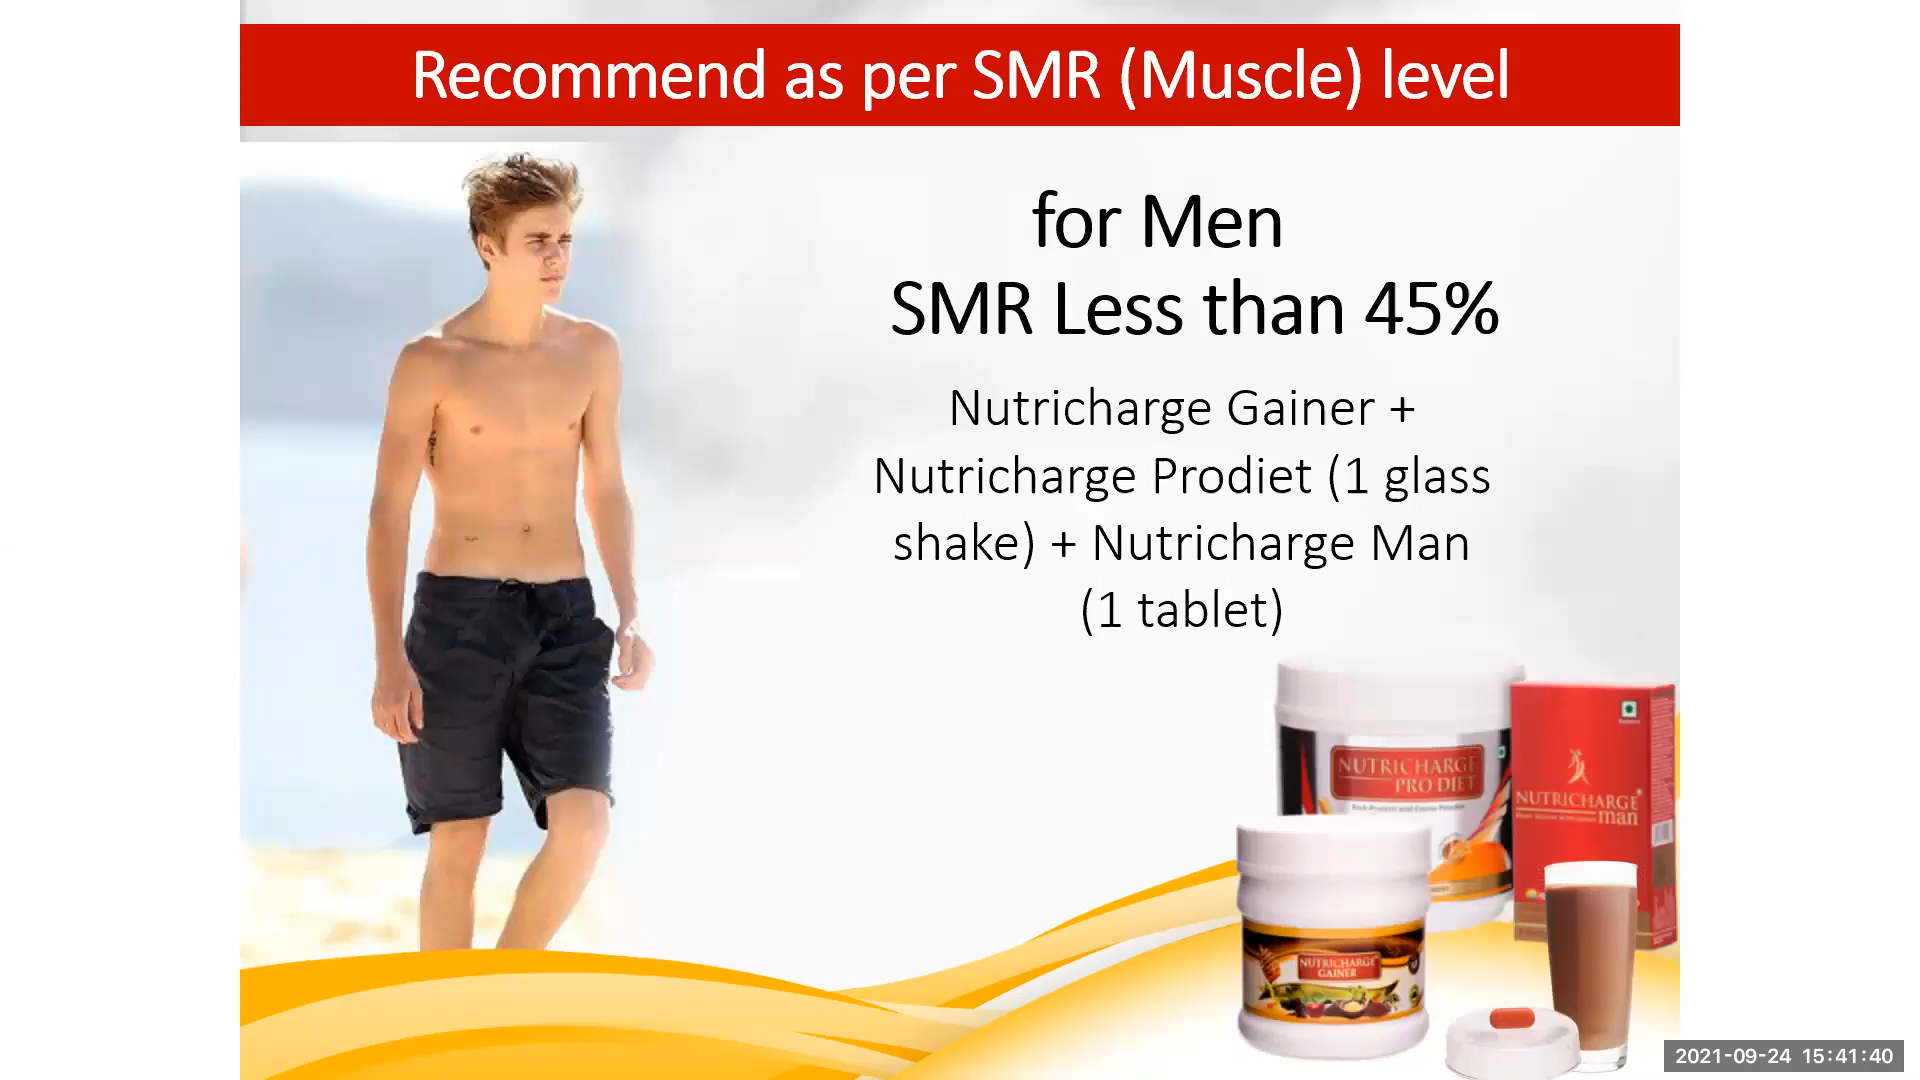 Recommend as per SMR (Muscle) level
for Men
SMR Less than 45%
Nutricharge Gainer +
Nutricharge Prodiet (1 glass
shake) + Nutricharge Man
(1 tablet)
NUTRICHARGE
PRO DIET
NUTRICHARGE
man
NUTRICHARGE
GAINER
2021-09-24 15:41:40